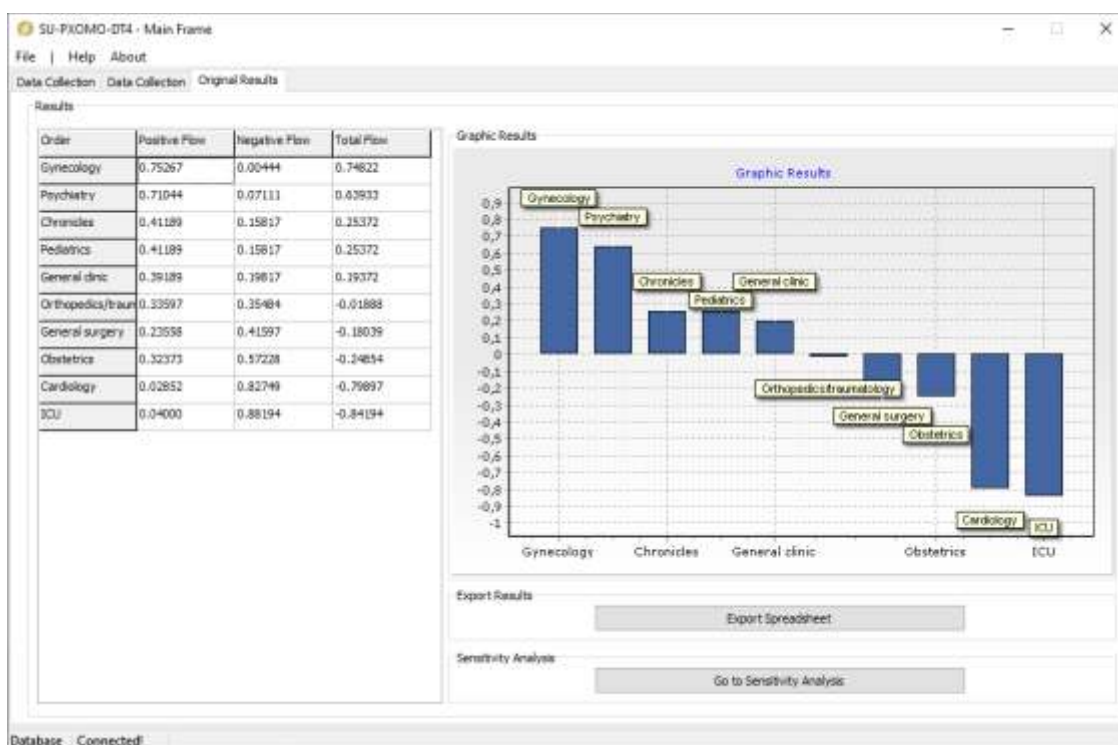 SU-PXOMO-DT4 - Main Frame
File | Help About
Data Collection Data Collection Original Results
Results
Order Positive Flow Negative Flow Total Flow
Gynecology 0.75267 0.00444 0.74822
Psychiatry 0.71044 0.07111 0.63933
Chronicles 0.41189 0.15817 0.25372
Pediatrics 0.41189 0.15817 0.25372
General clinic 0.39189 0.19817 0.19372
Orthopedics/traum 0.33597 0.35484 -0.01888
General surgery 0.23558 0.41597 -0.18039
Obstetrics 0.32373 0.57228 -0.24854
Cardiology 0.02852 0.82749 -0.79897
ICU 0.04000 0.88194 -0.84194
Graphic Results
Graphic Results
0,9
0,8
0,7
0,6
0,5
0,4
0,3
0,2
0,1
0
-0,1
-0,2
-0,3
-0,4
-0,5
-0,6
-0,7
-0,8
-0,9
-1
Gynecology
Psychiatry
Chronicles
General clinic
Pediatrics
Orthopedics/traumatology
General surgery
Obstetrics
Cardiology
ICU
Gynecology Chronicles General clinic Obstetrics ICU
Export Results
Export Spreadsheet
Sensitivity Analysis
Go to Sensitivity Analysis
Database Connected!